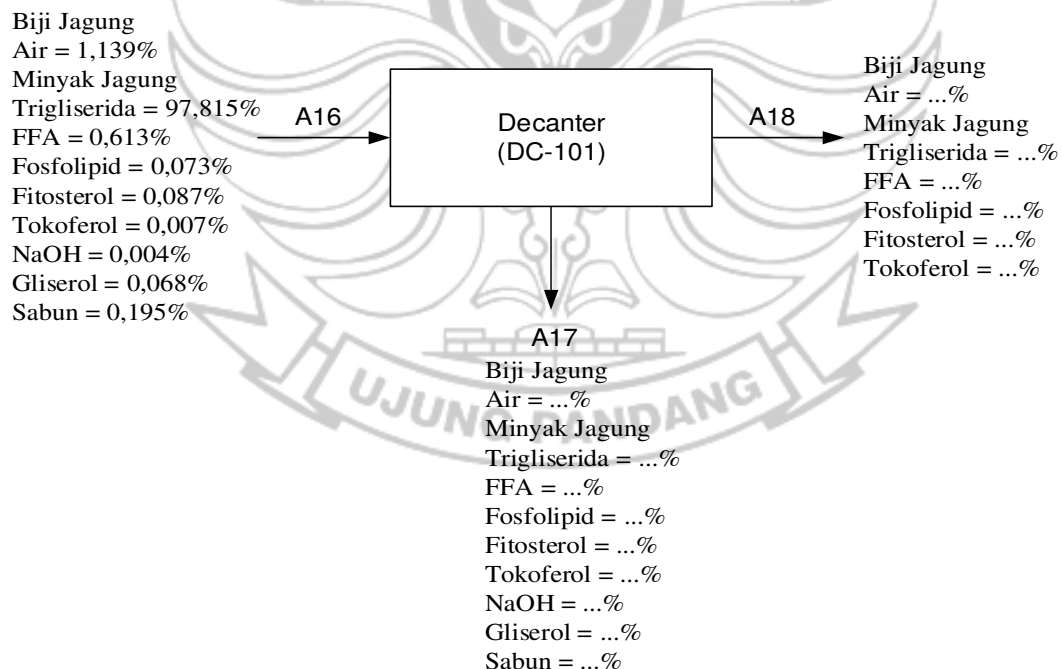 Biji Jagung
Air = 1,139%
Minyak Jagung
Trigliserida = 97,815%
FFA = 0,613%
Fosfolipid = 0,073%
Fitosterol = 0,087%
Tokoferol = 0,007%
NaOH = 0,004%
Gliserol = 0,068%
Sabun = 0,195%
A16
Decanter
(DC-101)
A18
Biji Jagung
Air = ...%
Minyak Jagung
Trigliserida = ...%
FFA = ...%
Fosfolipid = ...%
Fitosterol = ...%
Tokoferol = ...%
A17
Biji Jagung
Air = ...%
Minyak Jagung
Trigliserida = ...%
FFA = ...%
Fosfolipid = ...%
Fitosterol = ...%
Tokoferol = ...%
NaOH = ...%
Gliserol = ...%
Sabun = ...%
UJUNG PANDANG